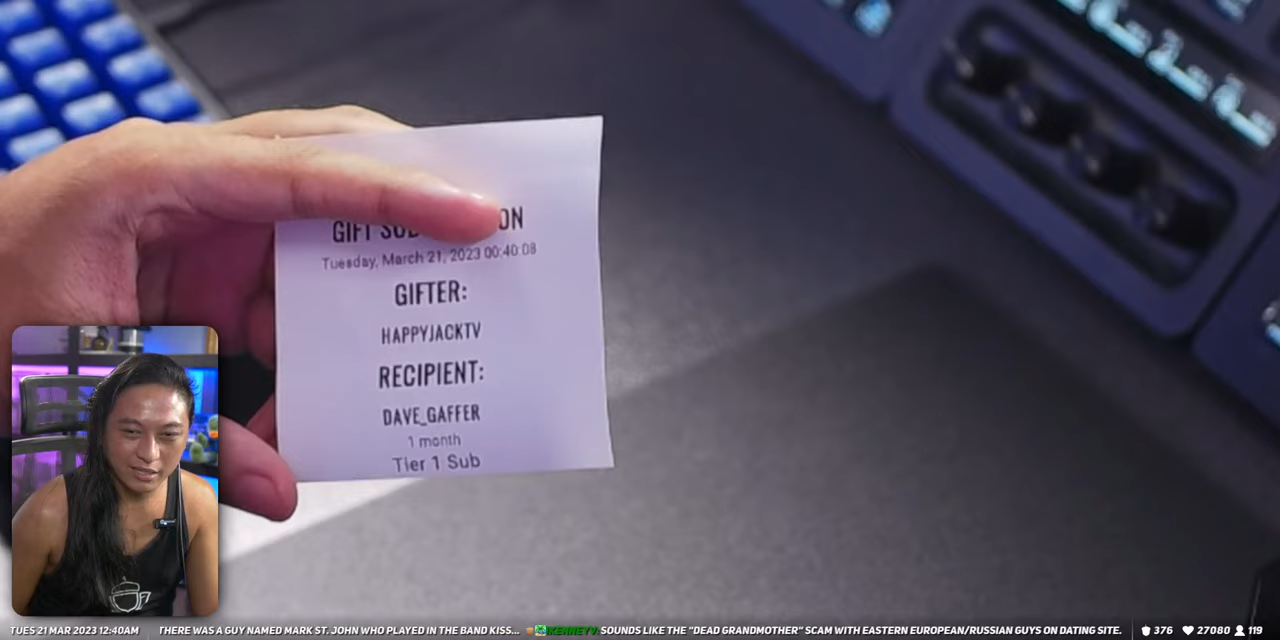 GIFT SUB ON
Tuesday, March 21, 2023 00:40:08
GIFTER:
HAPPYJACKTV
RECIPIENT:
DAVE_GAFFER
1 month
Tier 1 Sub
TUES 21 MAR 2023 12:40AM
THERE WAS A GUY NAMED MARK ST. JOHN WHO PLAYED IN THE BAND KISS...
SOUNDS LIKE THE "DEAD GRANDMOTHER" SCAM WITH EASTERN EUROPEAN/RUSSIAN GUYS ON DATING SITE.
376
27080
119